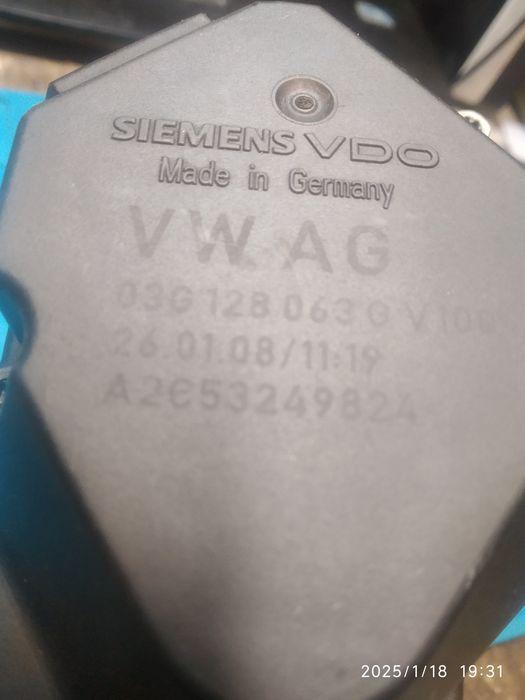 SIEMENS VDO
Made in Germany
VW AG
03G 128 063 G V100
26.01.08/11:19
A2C53249824
2025/1/18 19:31